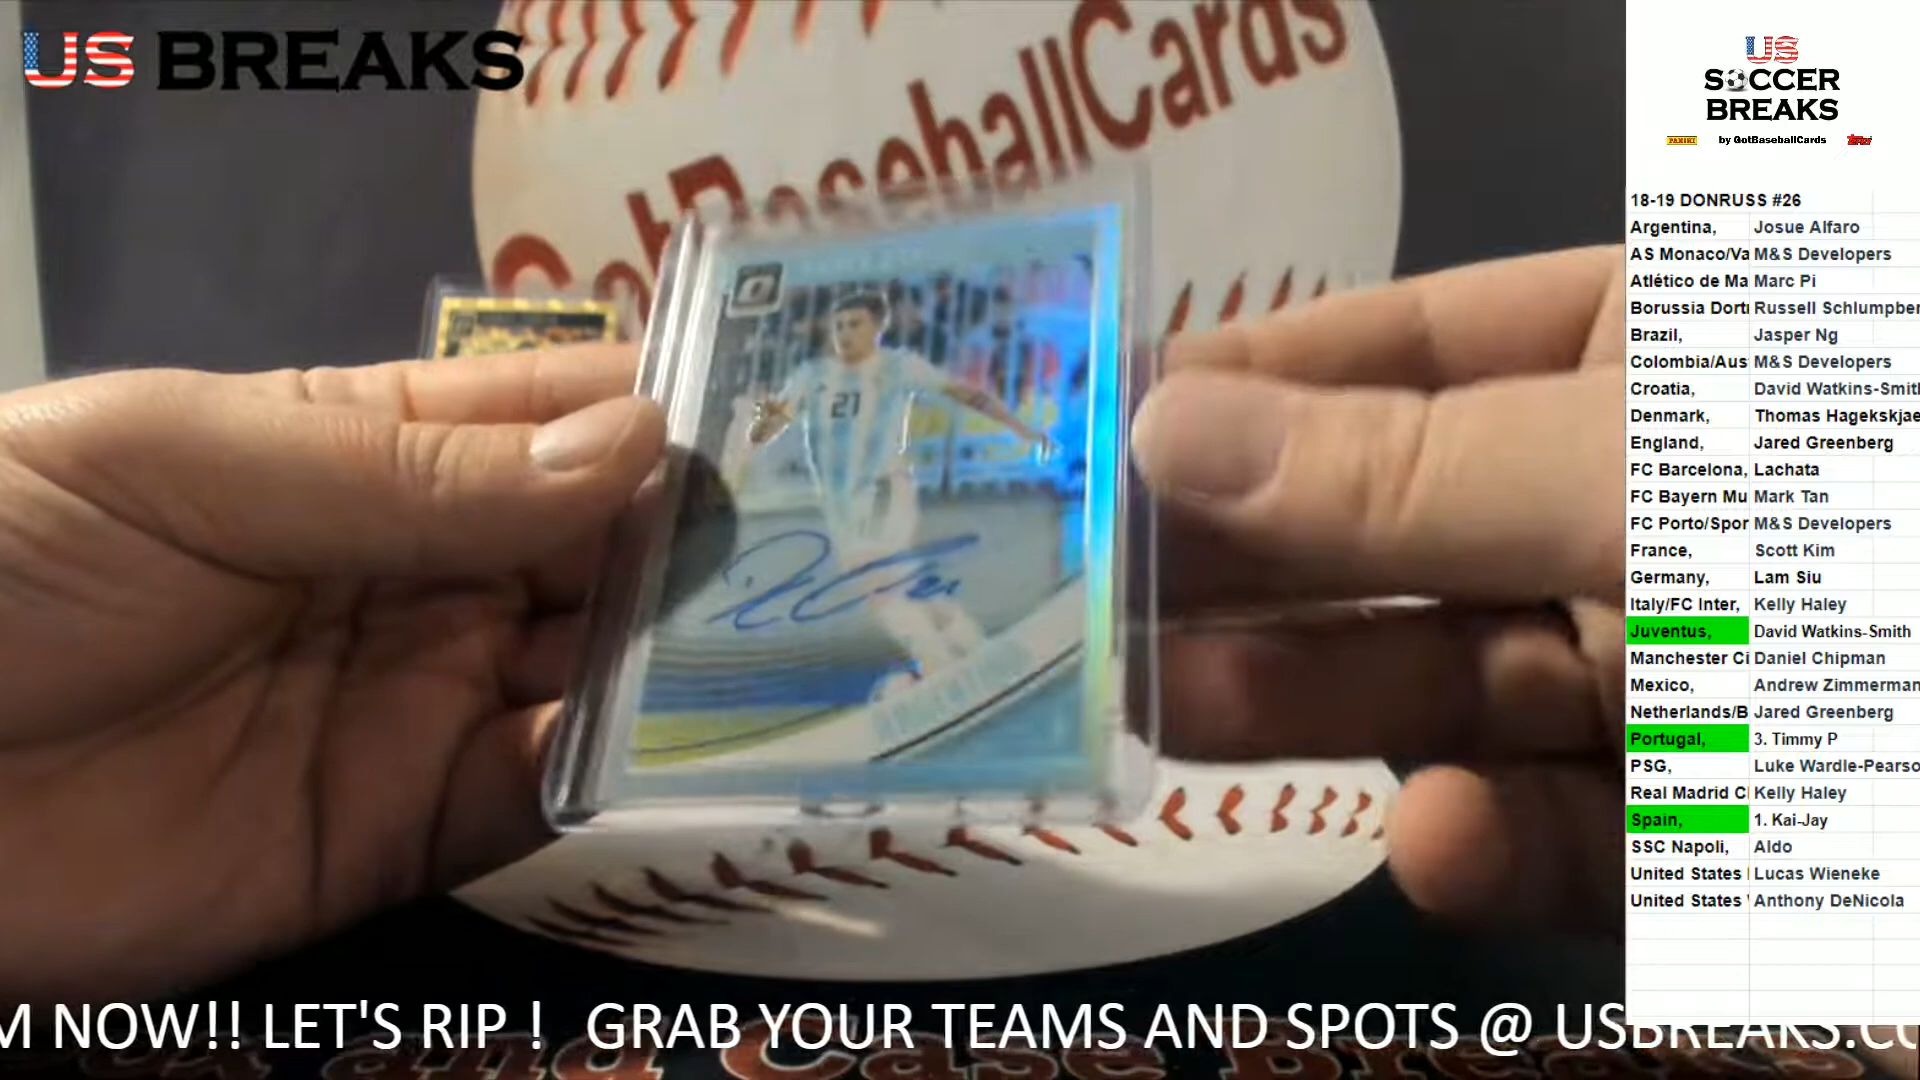 US BREAKS
GotBaseballCards
21
US
SOCCER
BREAKS
PANINI by GotBaseballCards Topps
18-19 DONRUSS #26
Argentina, Josue Alfaro
AS Monaco/Va M&S Developers
Atlético de Ma Marc Pi
Borussia Dort Russell Schlumpber
Brazil, Jasper Ng
Colombia/Aus M&S Developers
Croatia, David Watkins-Smit
Denmark, Thomas Hagekskjae
England, Jared Greenberg
FC Barcelona, Lachata
FC Bayern Mu Mark Tan
FC Porto/Spor M&S Developers
France, Scott Kim
Germany, Lam Siu
Italy/FC Inter, Kelly Haley
Juventus, David Watkins-Smith
Manchester Ci Daniel Chipman
Mexico, Andrew Zimmerman
Netherlands/B Jared Greenberg
Portugal, 3. Timmy P
PSG, Luke Wardle-Pearso
Real Madrid C Kelly Haley
Spain, 1. Kai-Jay
SSC Napoli, Aldo
United States Lucas Wieneke
United States Anthony DeNicola
M NOW!! LET'S RIP ! GRAB YOUR TEAMS AND SPOTS @ USBREAKS.CO
and Case Breaks